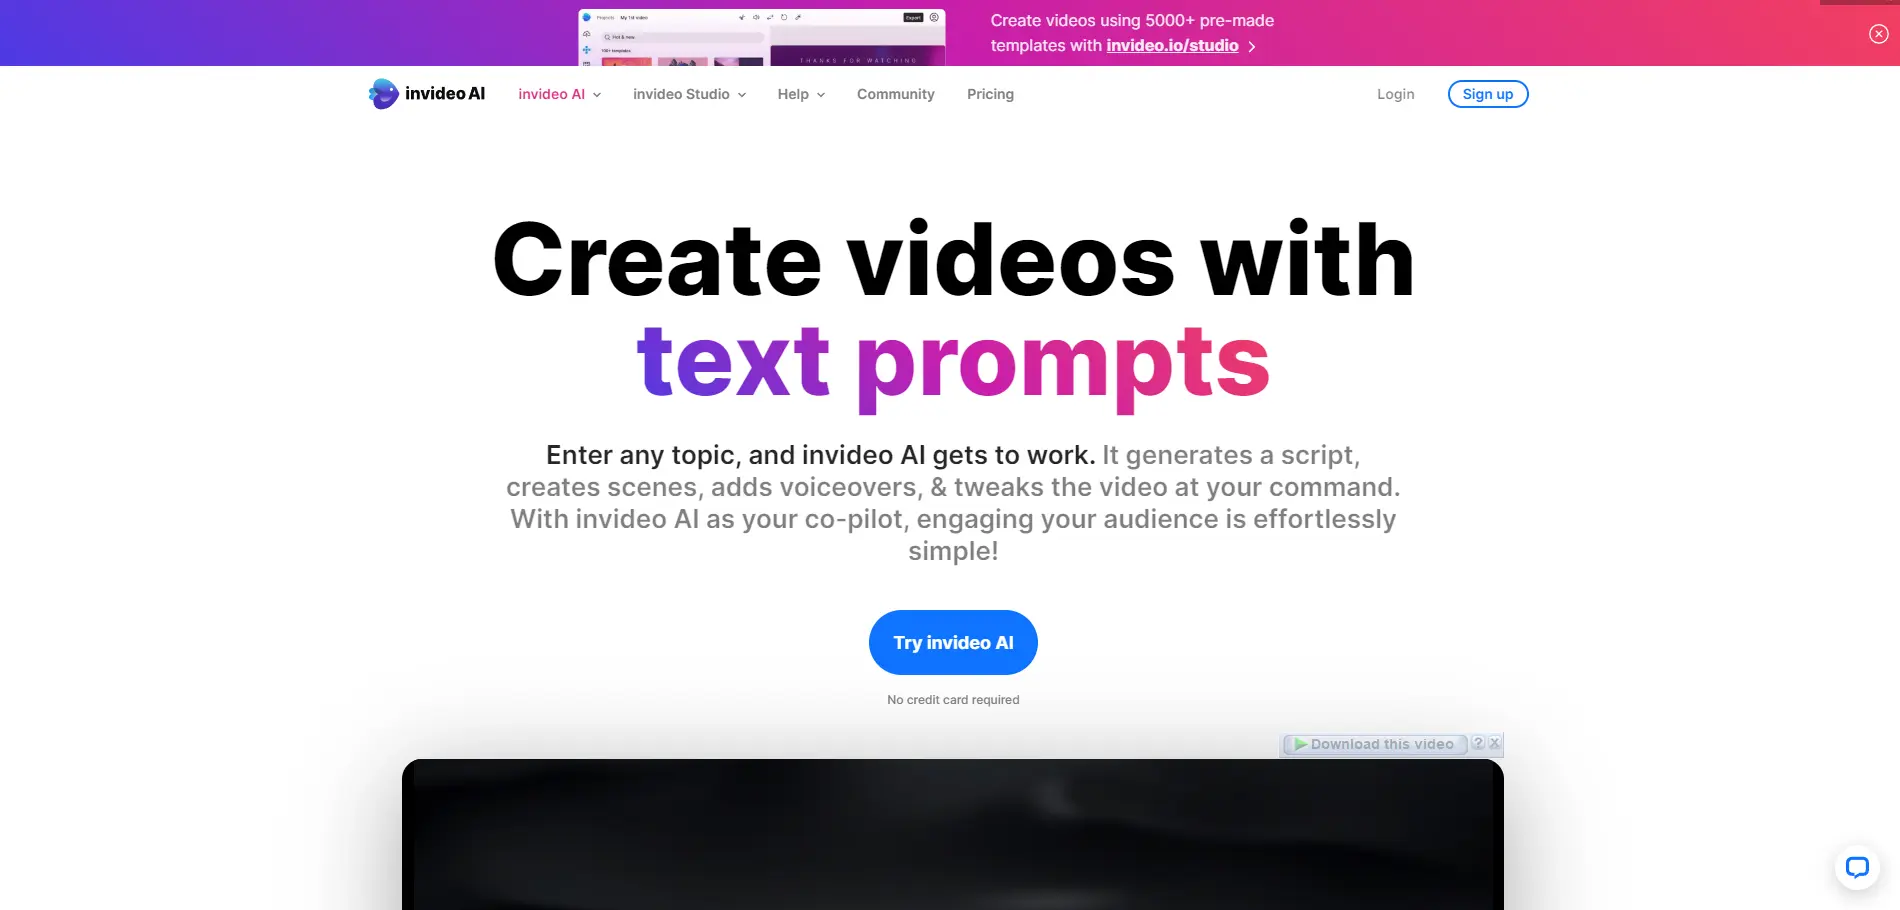 Projects My 1st video Export
Hot & new
100+ templates
THANKS FOR WATCHING
Create videos using 5000+ pre-made
templates with invideo.io/studio
invideo AI invideo AI invideo Studio Help Community Pricing Login Sign up
Create videos with
text prompts
Enter any topic, and invideo AI gets to work. It generates a script,
creates scenes, adds voiceovers, & tweaks the video at your command.
With invideo AI as your co-pilot, engaging your audience is effortlessly
simple!
Try invideo AI
No credit card required
Download this video ? X